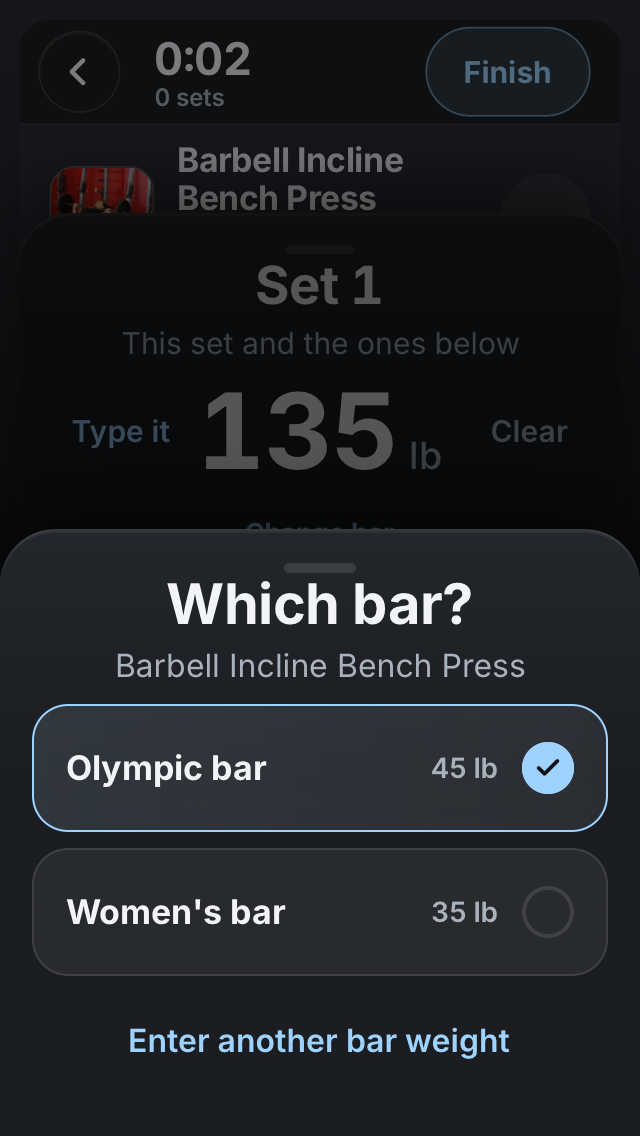 0:02
0 sets
Finish
Barbell Incline
Bench Press
Set 1
This set and the ones below
Type it
135 lb
Clear
Change bar
Which bar?
Barbell Incline Bench Press
Olympic bar
45 lb
Women's bar
35 lb
Enter another bar weight